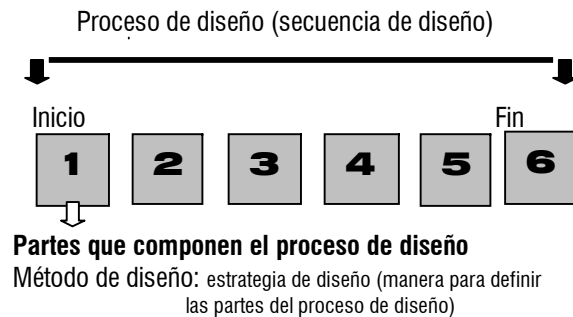 Proceso de diseño (secuencia de diseño)
Inicio
Fin
1 2 3 4 5 6
Partes que componen el proceso de diseño
Método de diseño: estrategia de diseño (manera para definir
las partes del proceso de diseño)